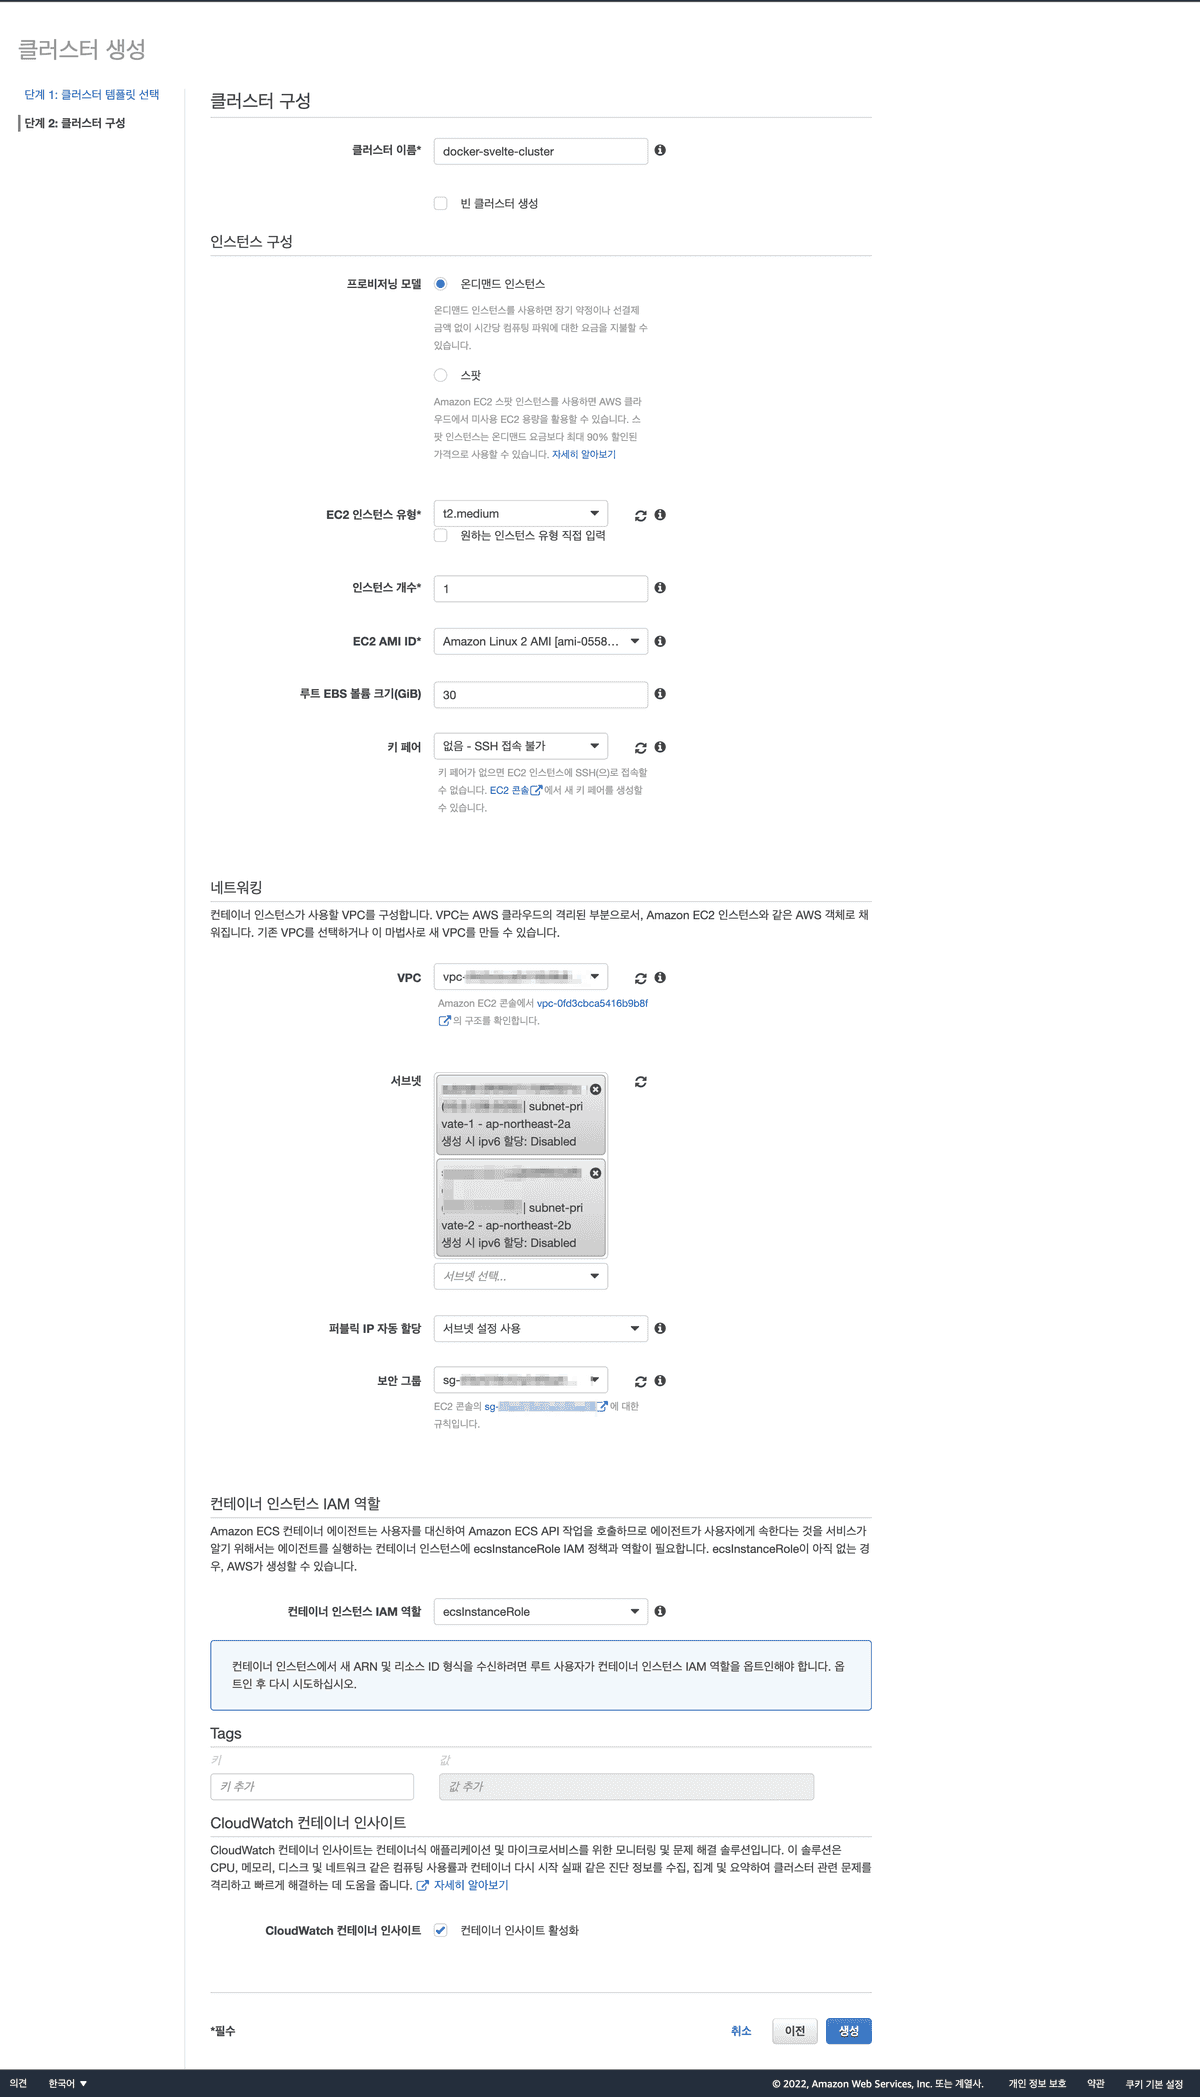 클러스터 생성
단계 1: 클러스터 템플릿 선택
단계 2: 클러스터 구성
클러스터 구성
클러스터 이름*
docker-svelte-cluster
빈 클러스터 생성
인스턴스 구성
프로비저닝 모델
온디맨드 인스턴스
온디맨드 인스턴스를 사용하면 장기 약정이나 선결제
금액 없이 시간당 컴퓨팅 파워에 대한 요금을 지불할 수
있습니다.
스팟
Amazon EC2 스팟 인스턴스를 사용하면 AWS 클라
우드에서 미사용 EC2 용량을 활용할 수 있습니다. 스
팟 인스턴스는 온디맨드 요금보다 최대 90% 할인된
가격으로 사용할 수 있습니다. 자세히 알아보기
EC2 인스턴스 유형*
t2.medium
원하는 인스턴스 유형 직접 입력
인스턴스 개수*
1
EC2 AMI ID*
Amazon Linux 2 AMI [ami-0558...
루트 EBS 볼륨 크기(GiB)
30
키 페어
없음 - SSH 접속 불가
키 페어가 없으면 EC2 인스턴스에 SSH(으)로 접속할
수 없습니다. EC2 콘솔에서 새 키 페어를 생성할
수 있습니다.
네트워킹
컨테이너 인스턴스가 사용할 VPC를 구성합니다. VPC는 AWS 클라우드의 격리된 부분으로서, Amazon EC2 인스턴스와 같은 AWS 객체로 채
워집니다. 기존 VPC를 선택하거나 이 마법사로 새 VPC를 만들 수 있습니다.
VPC
vpc-
Amazon EC2 콘솔에서 vpc-0fd3cbca5416b9b8f
의 구조를 확인합니다.
서브넷
| subnet-pri
vate-1 - ap-northeast-2a
생성 시 ipv6 할당: Disabled
| subnet-pri
vate-2 - ap-northeast-2b
생성 시 ipv6 할당: Disabled
서브넷 선택...
퍼블릭 IP 자동 할당
서브넷 설정 사용
보안 그룹
sg-
EC2 콘솔의 sg- 에 대한
규칙입니다.
컨테이너 인스턴스 IAM 역할
Amazon ECS 컨테이너 에이전트는 사용자를 대신하여 Amazon ECS API 작업을 호출하므로 에이전트가 사용자에게 속한다는 것을 서비스가
알기 위해서는 에이전트를 실행하는 컨테이너 인스턴스에 ecsInstanceRole IAM 정책과 역할이 필요합니다. ecsInstanceRole이 아직 없는 경
우, AWS가 생성할 수 있습니다.
컨테이너 인스턴스 IAM 역할
ecsInstanceRole
컨테이너 인스턴스에서 새 ARN 및 리소스 ID 형식을 수신하려면 루트 사용자가 컨테이너 인스턴스 IAM 역할을 옵트인해야 합니다. 옵
트인 후 다시 시도하십시오.
Tags
키
값
키 추가
값 추가
CloudWatch 컨테이너 인사이트
CloudWatch 컨테이너 인사이트는 컨테이너식 애플리케이션 및 마이크로서비스를 위한 모니터링 및 문제 해결 솔루션입니다. 이 솔루션은
CPU, 메모리, 디스크 및 네트워크 같은 컴퓨팅 사용률과 컨테이너 다시 시작 실패 같은 진단 정보를 수집, 집계 및 요약하여 클러스터 관련 문제를
격리하고 빠르게 해결하는 데 도움을 줍니다. 자세히 알아보기
CloudWatch 컨테이너 인사이트
컨테이너 인사이트 활성화
*필수
취소
이전
생성
의견
한국어
© 2022, Amazon Web Services, Inc. 또는 계열사.
개인 정보 보호
약관
쿠키 기본 설정